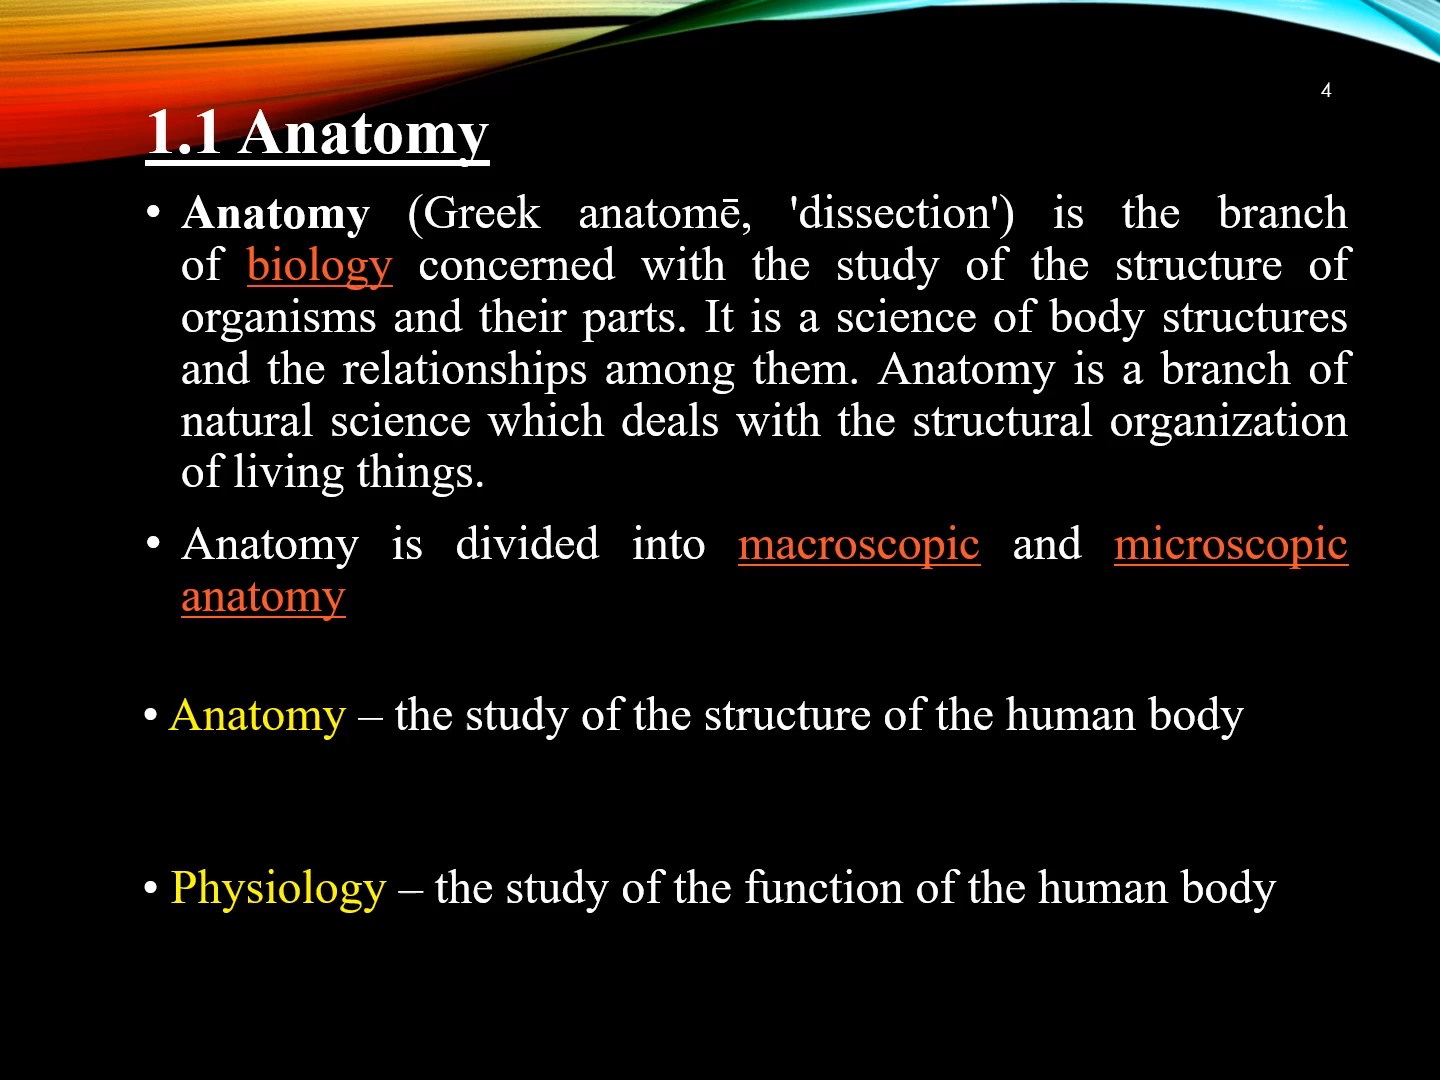 4
1.1 Anatomy
• Anatomy (Greek anatomē, 'dissection') is the branch
of biology concerned with the study of the structure of
organisms and their parts. It is a science of body structures
and the relationships among them. Anatomy is a branch of
natural science which deals with the structural organization
of living things.
• Anatomy is divided into macroscopic and microscopic
anatomy
• Anatomy – the study of the structure of the human body
• Physiology – the study of the function of the human body